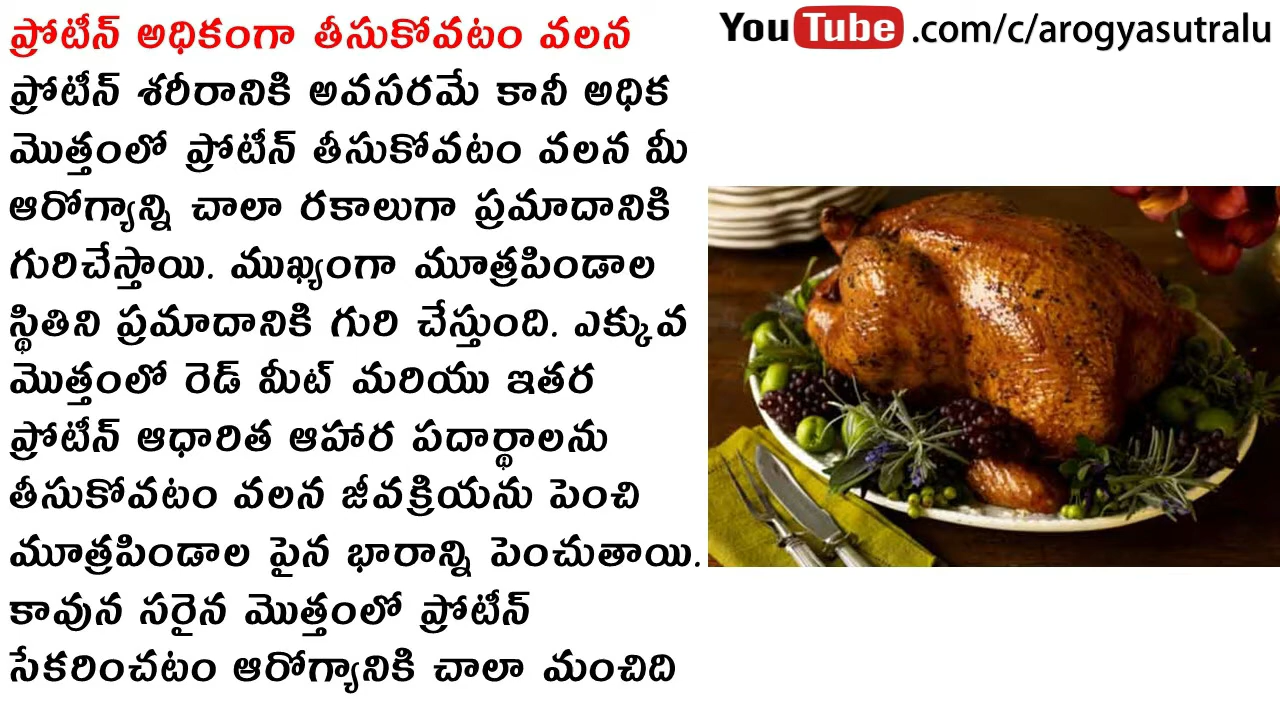 ప్రోటీన్ అధికంగా తీసుకోవటం వలన
ప్రోటీన్ శరీరానికి అవసరమే కానీ అధిక
మొత్తంలో ప్రోటీన్ తీసుకోవటం వలన మీ
ఆరోగ్యాన్ని చాలా రకాలుగా ప్రమాదానికి
గురిచేస్తాయి. ముఖ్యంగా మూత్రపిండాల
స్థితిని ప్రమాదానికి గురి చేస్తుంది. ఎక్కువ
మొత్తంలో రెడ్ మీట్ మరియు ఇతర
ప్రోటీన్ ఆధారిత ఆహార పదార్థాలను
తీసుకోవటం వలన జీవక్రియను పెంచి
మూత్రపిండాల పైన భారాన్ని పెంచుతాయి.
కావున సరైన మొత్తంలో ప్రోటీన్
సేకరించటం ఆరోగ్యానికి చాలా మంచిది
YouTube.com/c/arogyasutralu